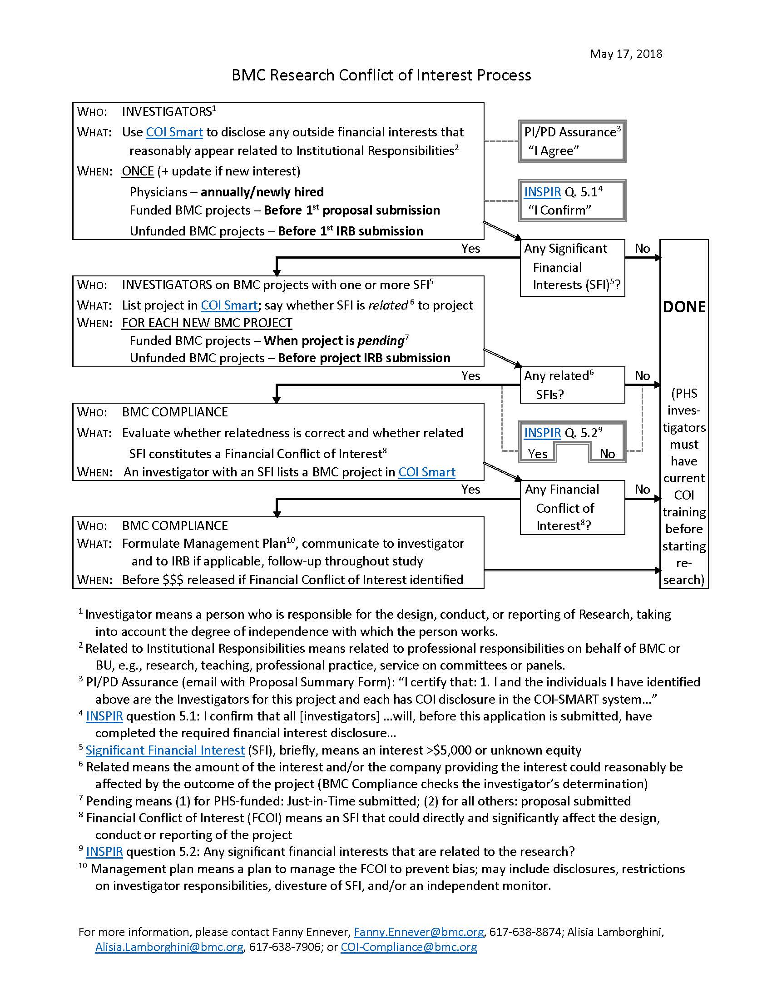 May 17, 2018
BMC Research Conflict of Interest Process
WHO: INVESTIGATORS¹
WHAT: Use COI Smart to disclose any outside financial interests that
reasonably appear related to Institutional Responsibilities²
WHEN: ONCE (+ update if new interest)
Physicians – annually/newly hired
Funded BMC projects – Before 1st proposal submission
Unfunded BMC projects – Before 1st IRB submission
PI/PD Assurance³
“I Agree”
INSPIR Q. 5.1⁴
“I Confirm”
Yes
Any Significant
Financial
Interests (SFI)⁵?
No
WHO: INVESTIGATORS on BMC projects with one or more SFI⁵
WHAT: List project in COI Smart; say whether SFI is related⁶ to project
WHEN: FOR EACH NEW BMC PROJECT
Funded BMC projects – When project is pending⁷
Unfunded BMC projects – Before project IRB submission
Yes
Any related⁶
SFIs?
No
WHO: BMC COMPLIANCE
WHAT: Evaluate whether relatedness is correct and whether related
SFI constitutes a Financial Conflict of Interest⁸
WHEN: An investigator with an SFI lists a BMC project in COI Smart
INSPIR Q. 5.2⁹
Yes No
Yes
Any Financial
Conflict of
Interest⁸?
No
WHO: BMC COMPLIANCE
WHAT: Formulate Management Plan¹⁰, communicate to investigator
and to IRB if applicable, follow-up throughout study
WHEN: Before $$$ released if Financial Conflict of Interest identified
DONE
(PHS
inves-
tigators
must
have
current
COI
training
before
starting
re-
search)
¹ Investigator means a person who is responsible for the design, conduct, or reporting of Research, taking
into account the degree of independence with which the person works.
² Related to Institutional Responsibilities means related to professional responsibilities on behalf of BMC or
BU, e.g., research, teaching, professional practice, service on committees or panels.
³ PI/PD Assurance (email with Proposal Summary Form): “I certify that: 1. I and the individuals I have identified
above are the Investigators for this project and each has COI disclosure in the COI-SMART system…”
⁴ INSPIR question 5.1: I confirm that all [investigators] …will, before this application is submitted, have
completed the required financial interest disclosure…
⁵ Significant Financial Interest (SFI), briefly, means an interest >$5,000 or unknown equity
⁶ Related means the amount of the interest and/or the company providing the interest could reasonably be
affected by the outcome of the project (BMC Compliance checks the investigator’s determination)
⁷ Pending means (1) for PHS-funded: Just-in-Time submitted; (2) for all others: proposal submitted
⁸ Financial Conflict of Interest (FCOI) means an SFI that could directly and significantly affect the design,
conduct or reporting of the project
⁹ INSPIR question 5.2: Any significant financial interests that are related to the research?
¹⁰ Management plan means a plan to manage the FCOI to prevent bias; may include disclosures, restrictions
on investigator responsibilities, divesture of SFI, and/or an independent monitor.
For more information, please contact Fanny Ennever, Fanny.Ennever@bmc.org, 617-638-8874; Alisia Lamborghini,
Alisia.Lamborghini@bmc.org, 617-638-7906; or COI-Compliance@bmc.org